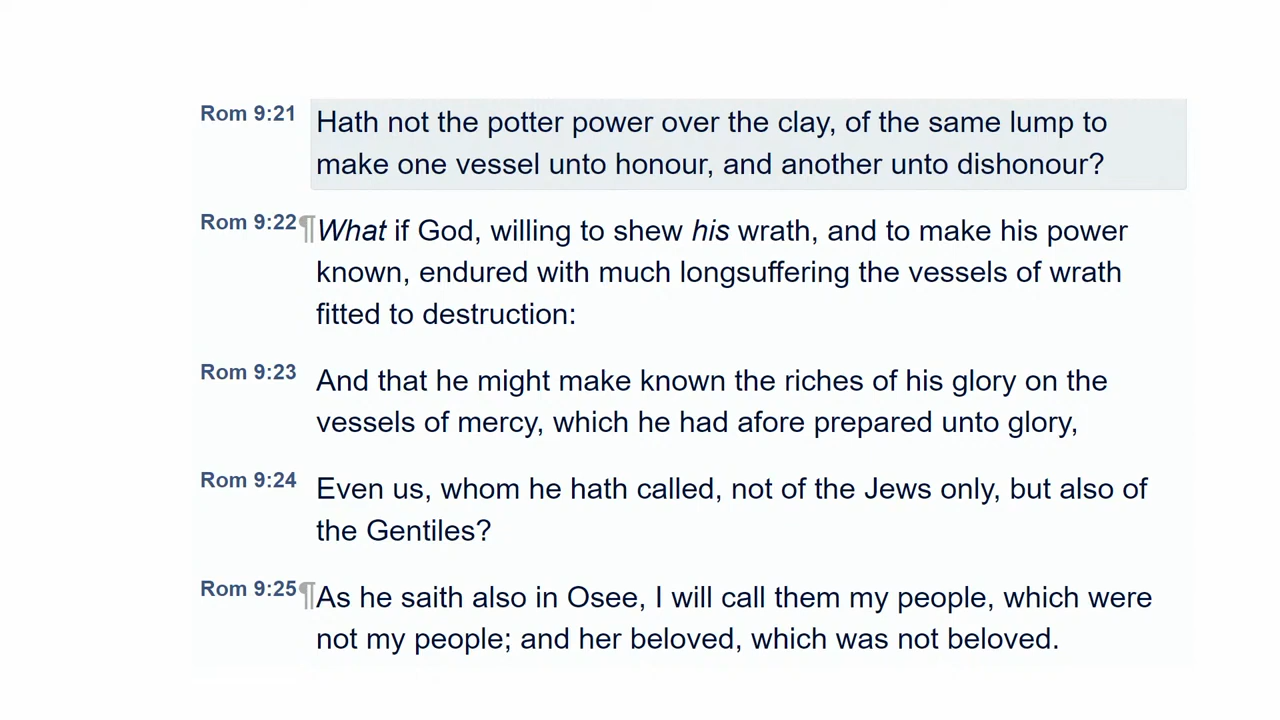 Rom 9:21 Hath not the potter power over the clay, of the same lump to
make one vessel unto honour, and another unto dishonour?
Rom 9:22 ¶What if God, willing to shew his wrath, and to make his power
known, endured with much longsuffering the vessels of wrath
fitted to destruction:
Rom 9:23 And that he might make known the riches of his glory on the
vessels of mercy, which he had afore prepared unto glory,
Rom 9:24 Even us, whom he hath called, not of the Jews only, but also of
the Gentiles?
Rom 9:25 ¶As he saith also in Osee, I will call them my people, which were
not my people; and her beloved, which was not beloved.